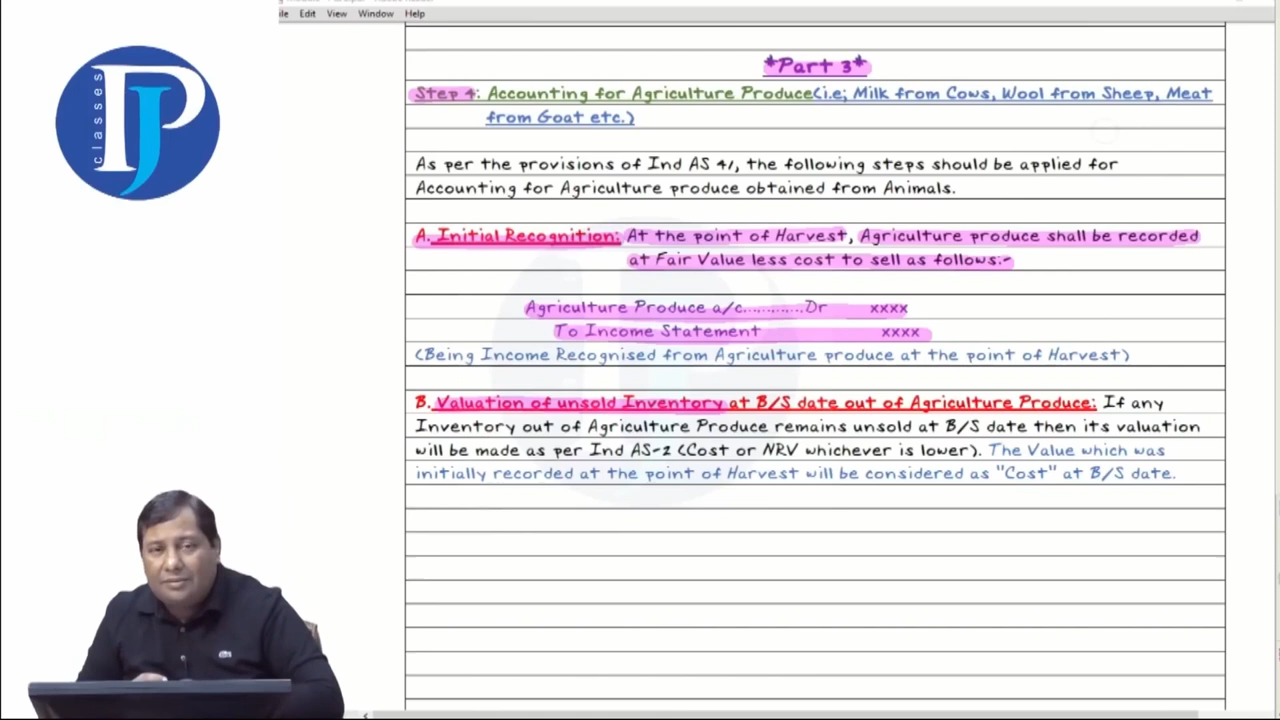 Edit View Window Help
classes
PJ
*Part 3*
Step 4: Accounting for Agriculture Produce(i.e; Milk from Cows, Wool from Sheep, Meat
from Goat etc.)
As per the provisions of Ind AS 41, the following steps should be applied for
Accounting for Agriculture produce obtained from Animals.
A. Initial Recognition: At the point of Harvest, Agriculture produce shall be recorded
at Fair Value less cost to sell as follows:-
Agriculture Produce a/c.............Dr xxxx
To Income Statement xxxx
(Being Income Recognised from Agriculture produce at the point of Harvest)
B. Valuation of unsold Inventory at B/S date out of Agriculture Produce: If any
Inventory out of Agriculture Produce remains unsold at B/S date then its valuation
will be made as per Ind AS-2 (Cost or NRV whichever is lower). The Value which was
initially recorded at the point of Harvest will be considered as "Cost" at B/S date.